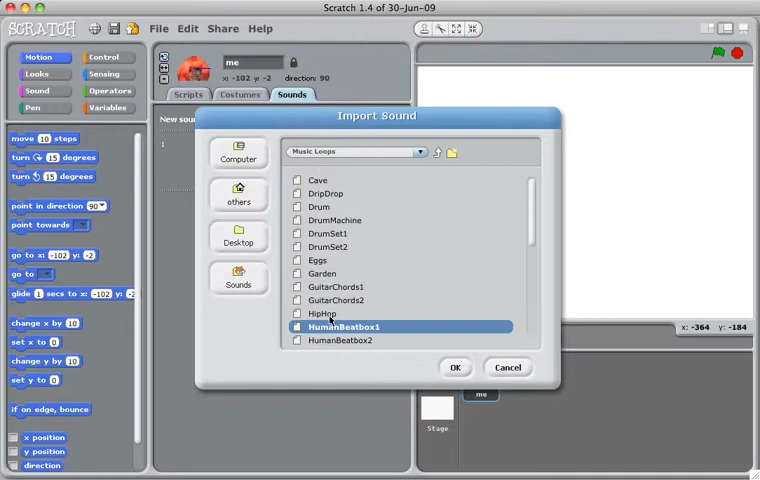 Scratch 1.4 of 30-Jun-09
SCRATCH File Edit Share Help
Motion Control
Looks Sensing
Sound Operators
Pen Variables
me
x: -102 y: -2 direction: 90
Scripts Costumes Sounds
New soun
1
move 10 steps
turn 15 degrees
turn 15 degrees
point in direction 90
point towards
go to x: -102 y: -2
go to
glide 1 secs to x: -102 y: -2
change x by 10
set x to 0
change y by 10
set y to 0
if on edge, bounce
x position
y position
direction
Import Sound
Computer
others
Desktop
Sounds
Music Loops
Cave
DripDrop
Drum
DrumMachine
DrumSet1
DrumSet2
Eggs
Garden
GuitarChords1
GuitarChords2
HipHop
HumanBeatbox1
HumanBeatbox2
OK Cancel
x: -364 y: -184
me
Stage